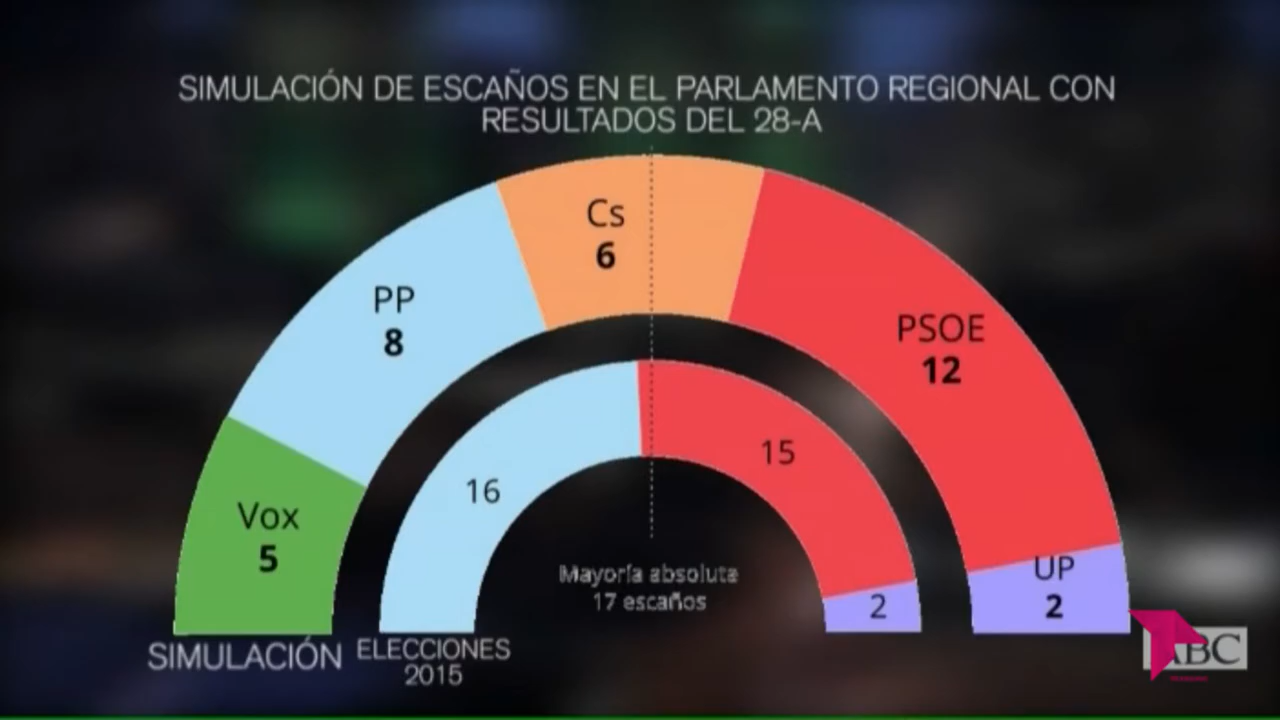 SIMULACIÓN DE ESCAÑOS EN EL PARLAMENTO REGIONAL CON
RESULTADOS DEL 28-A
Cs
6
PP
8
PSOE
12
Vox
5
UP
2
16
15
2
Mayoría absoluta
17 escaños
SIMULACIÓN
ELECCIONES
2015
ABC